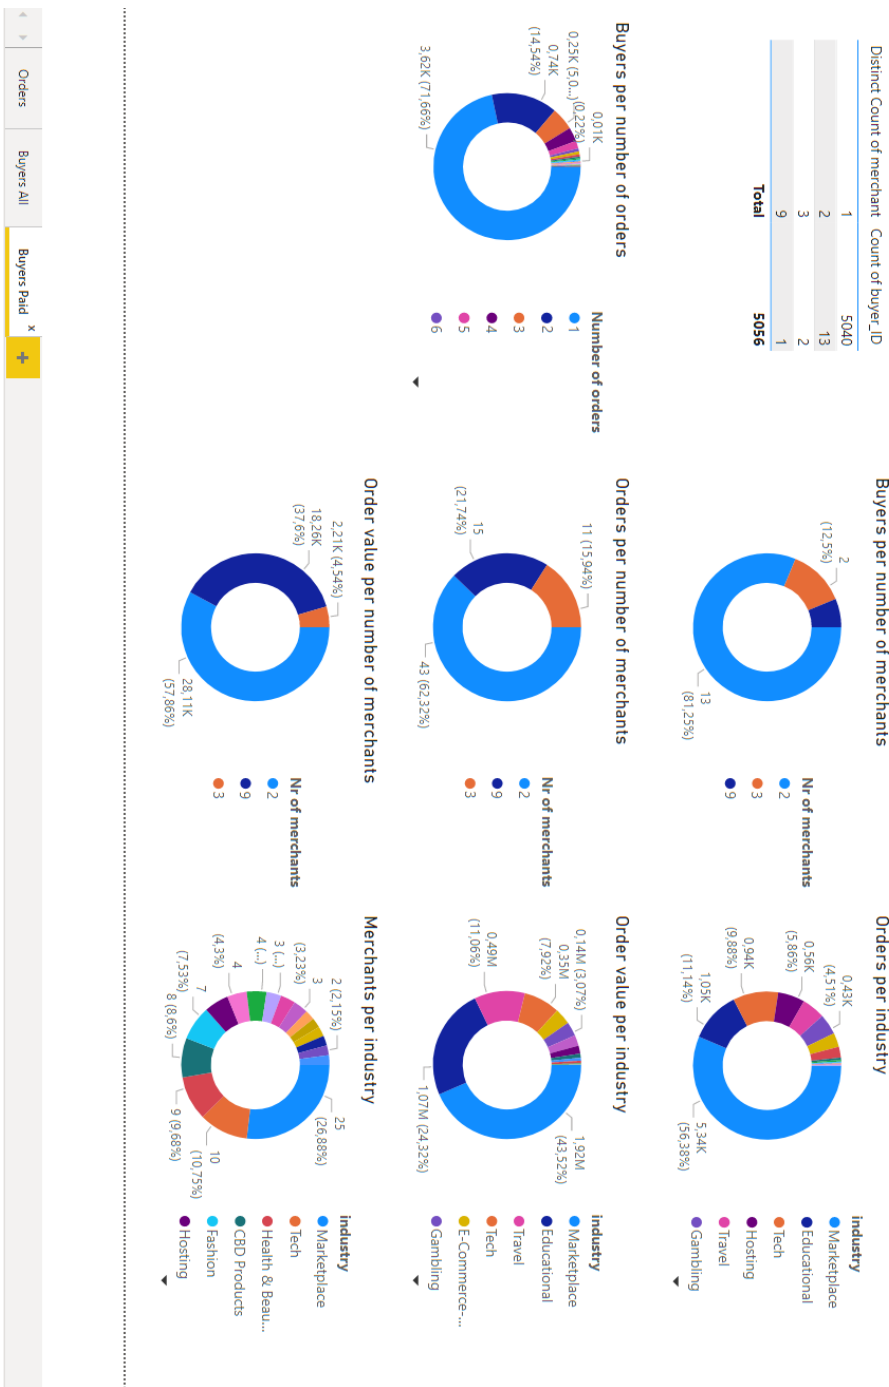 Distinct Count of merchant Count of buyer_ID
1 5040
2 13
3 2
9 1
Total 5056
Buyers per number of merchants
2
(12,5%)
13
(81,25%)
Nr of merchants
2
3
9
Orders per industry
0,43K
(4,51%)
0,56K
(5,86%)
0,94K
(9,88%)
1,05K
(11,14%)
5,34K
(56,38%)
industry
Marketplace
Educational
Tech
Hosting
Travel
Gambling
Buyers per number of orders
0,01K
(0,22%)
0,25K (5,0...)
0,74K
(14,54%)
3,62K (71,66%)
Number of orders
1
2
3
4
5
6
Orders per number of merchants
11 (15,94%)
15
(21,74%)
43 (62,32%)
Nr of merchants
2
9
3
Order value per industry
0,14M (3,07%)
0,35M
(7,92%)
0,49M
(11,06%)
1,07M (24,32%)
1,92M
(43,52%)
industry
Marketplace
Educational
Travel
Tech
E-Commerce-...
Gambling
Order value per number of merchants
2,21K (4,54%)
18,26K
(37,6%)
28,11K
(57,86%)
Nr of merchants
2
9
3
Merchants per industry
2 (2,15%)
3
(3,23%)
3 (...)
4 (...)
4
(4,3%)
7
(7,53%)
8 (8,6%)
9 (9,68%)
10
(10,75%)
25
(26,88%)
industry
Marketplace
Tech
Health & Beau...
CBD Products
Fashion
Hosting
Orders Buyers All Buyers Paid x +